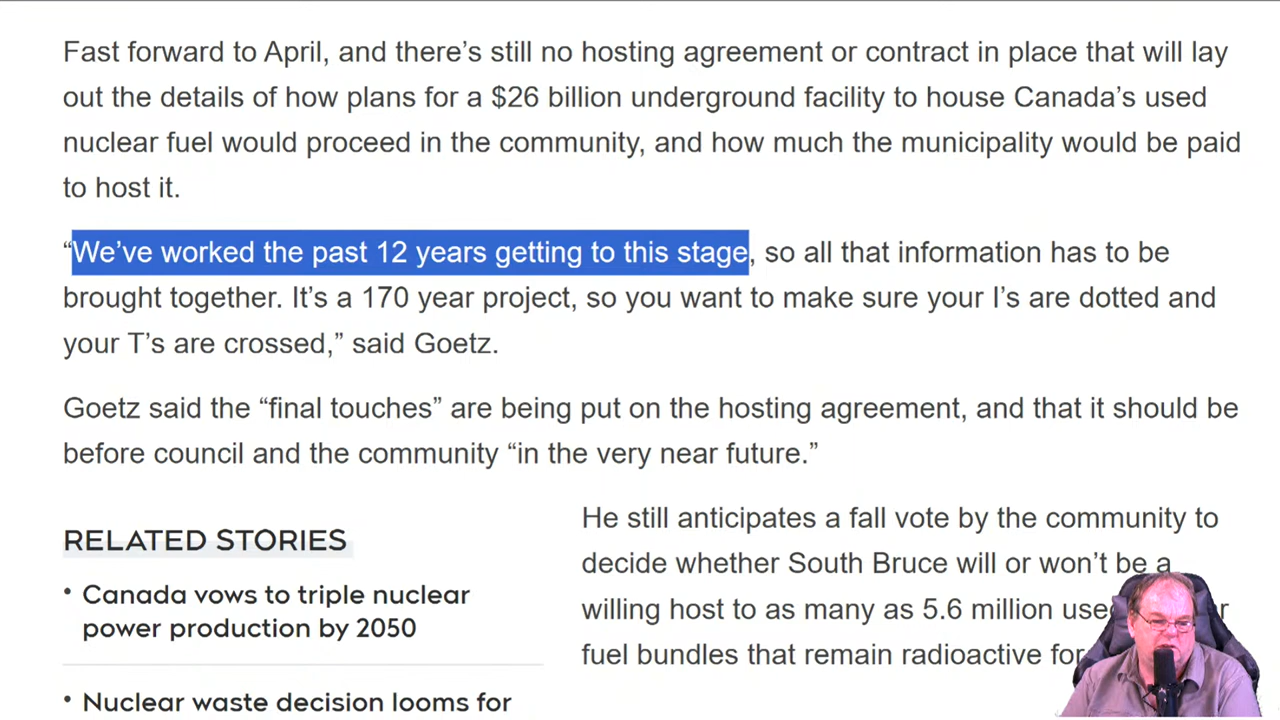 Fast forward to April, and there’s still no hosting agreement or contract in place that will lay
out the details of how plans for a $26 billion underground facility to house Canada’s used
nuclear fuel would proceed in the community, and how much the municipality would be paid
to host it.
“We’ve worked the past 12 years getting to this stage, so all that information has to be
brought together. It’s a 170 year project, so you want to make sure your I’s are dotted and
your T’s are crossed,” said Goetz.
Goetz said the “final touches” are being put on the hosting agreement, and that it should be
before council and the community “in the very near future.”
RELATED STORIES
• Canada vows to triple nuclear
power production by 2050
• Nuclear waste decision looms for
He still anticipates a fall vote by the community to
decide whether South Bruce will or won’t be a
willing host to as many as 5.6 million
fuel bundles that remain radioactive for